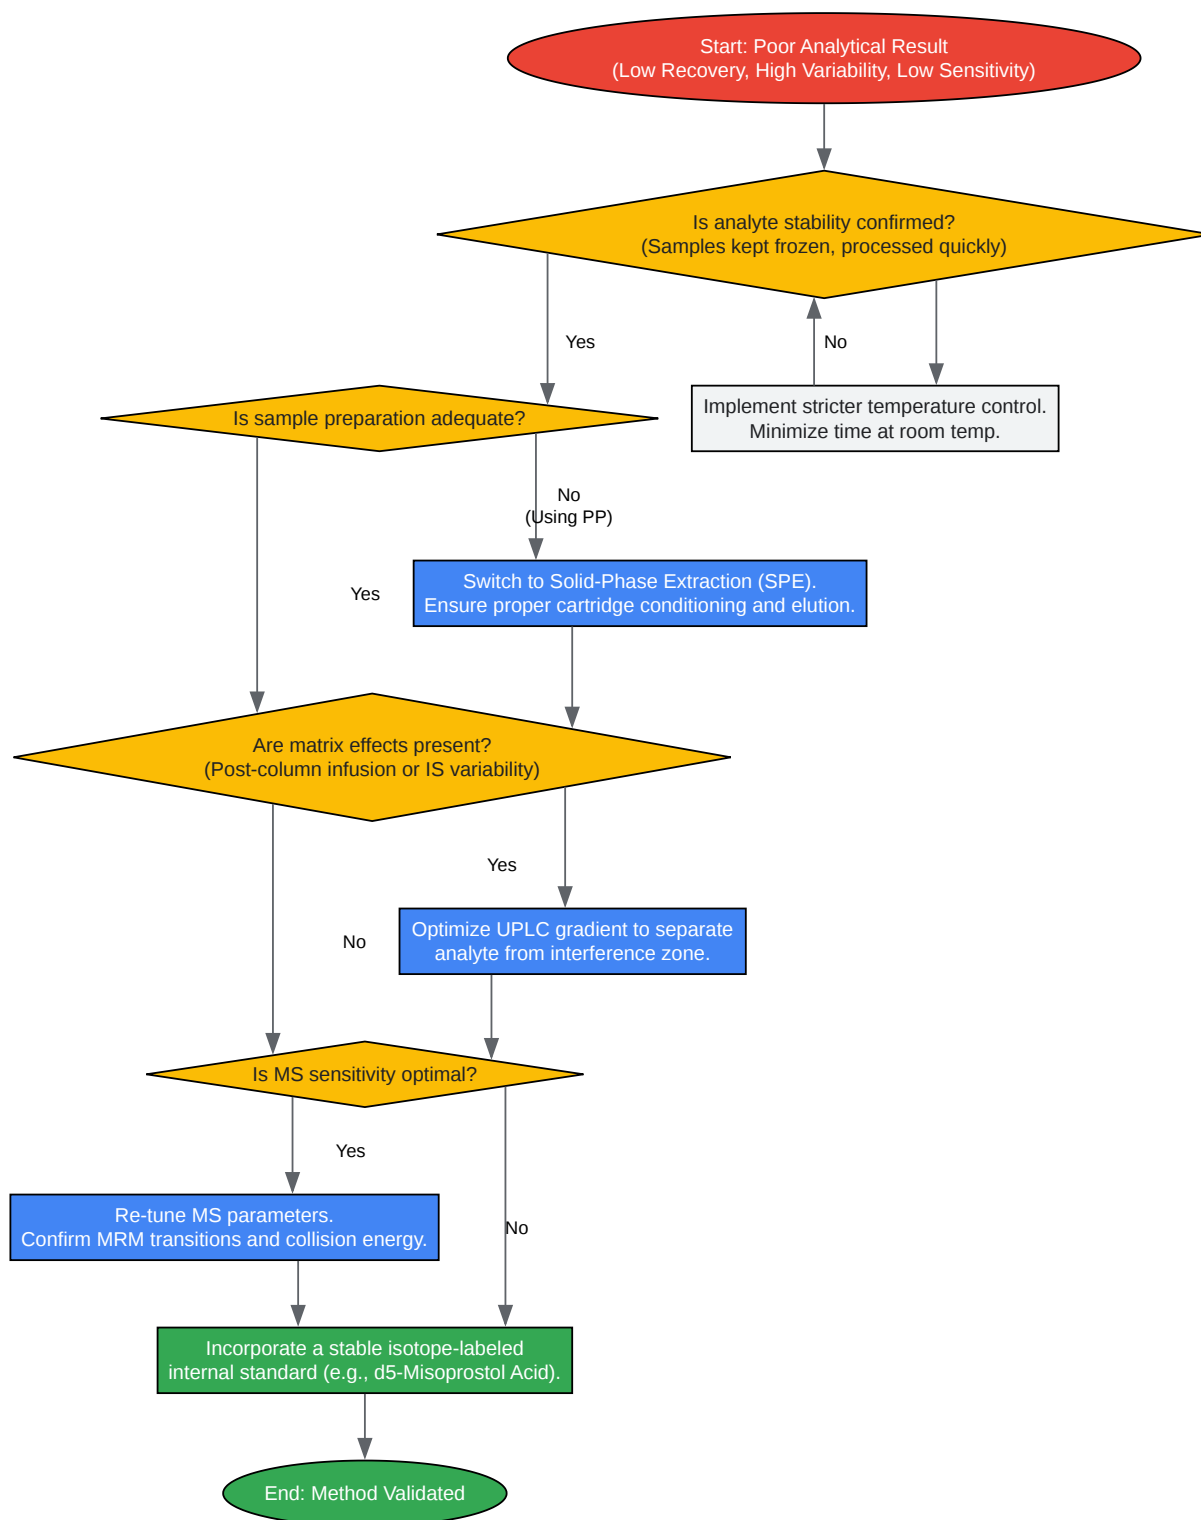 Start: Poor Analytical Result
(Low Recovery, High Variability, Low Sensitivity)
Is analyte stability confirmed?
(Samples kept frozen, processed quickly)
Yes
No
Implement stricter temperature control.
Minimize time at room temp.
Is sample preparation adequate?
No
(Using PP)
Yes
Switch to Solid-Phase Extraction (SPE).
Ensure proper cartridge conditioning and elution.
Are matrix effects present?
(Post-column infusion or IS variability)
Yes
No
Optimize UPLC gradient to separate
analyte from interference zone.
Is MS sensitivity optimal?
Yes
Re-tune MS parameters.
Confirm MRM transitions and collision energy.
No
Incorporate a stable isotope-labeled
internal standard (e.g., d5-Misoprostol Acid).
End: Method Validated